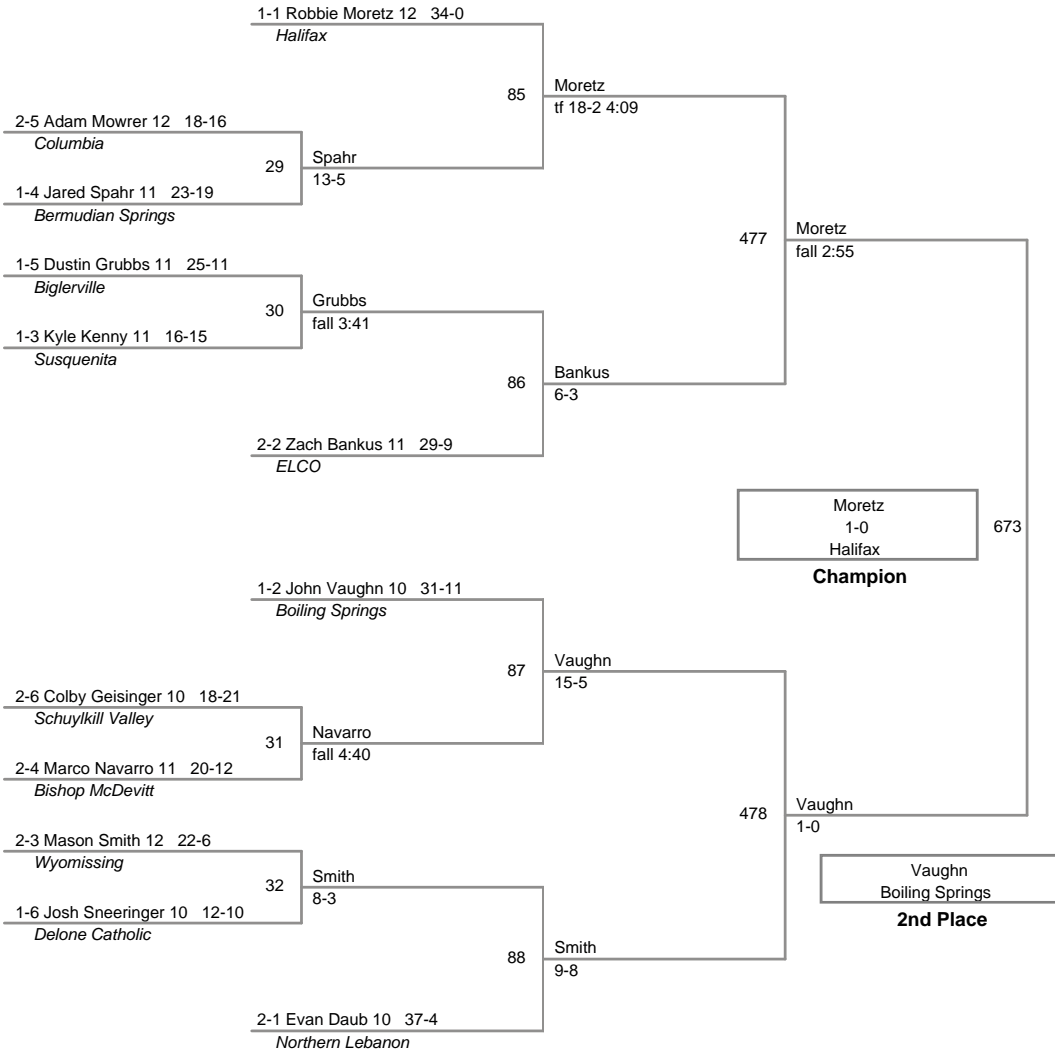 1-1 Robbie Moretz 12 34-0
Halifax
85
Moretz
tf 18-2 4:09
2-5 Adam Mowrer 12 18-16
Columbia
29
Spahr
13-5
1-4 Jared Spahr 11 23-19
Bermudian Springs
477
Moretz
fall 2:55
1-5 Dustin Grubbs 11 25-11
Biglerville
30
Grubbs
fall 3:41
1-3 Kyle Kenny 11 16-15
Susquenita
86
Bankus
6-3
2-2 Zach Bankus 11 29-9
ELCO
Moretz
1-0
Halifax
Champion
673
1-2 John Vaughn 10 31-11
Boiling Springs
87
Vaughn
15-5
2-6 Colby Geisinger 10 18-21
Schuylkill Valley
31
Navarro
fall 4:40
2-4 Marco Navarro 11 20-12
Bishop McDevitt
478
Vaughn
1-0
2-3 Mason Smith 12 22-6
Wyomissing
32
Smith
8-3
1-6 Josh Sneeringer 10 12-10
Delone Catholic
Vaughn
Boiling Springs
2nd Place
88
Smith
9-8
2-1 Evan Daub 10 37-4
Northern Lebanon